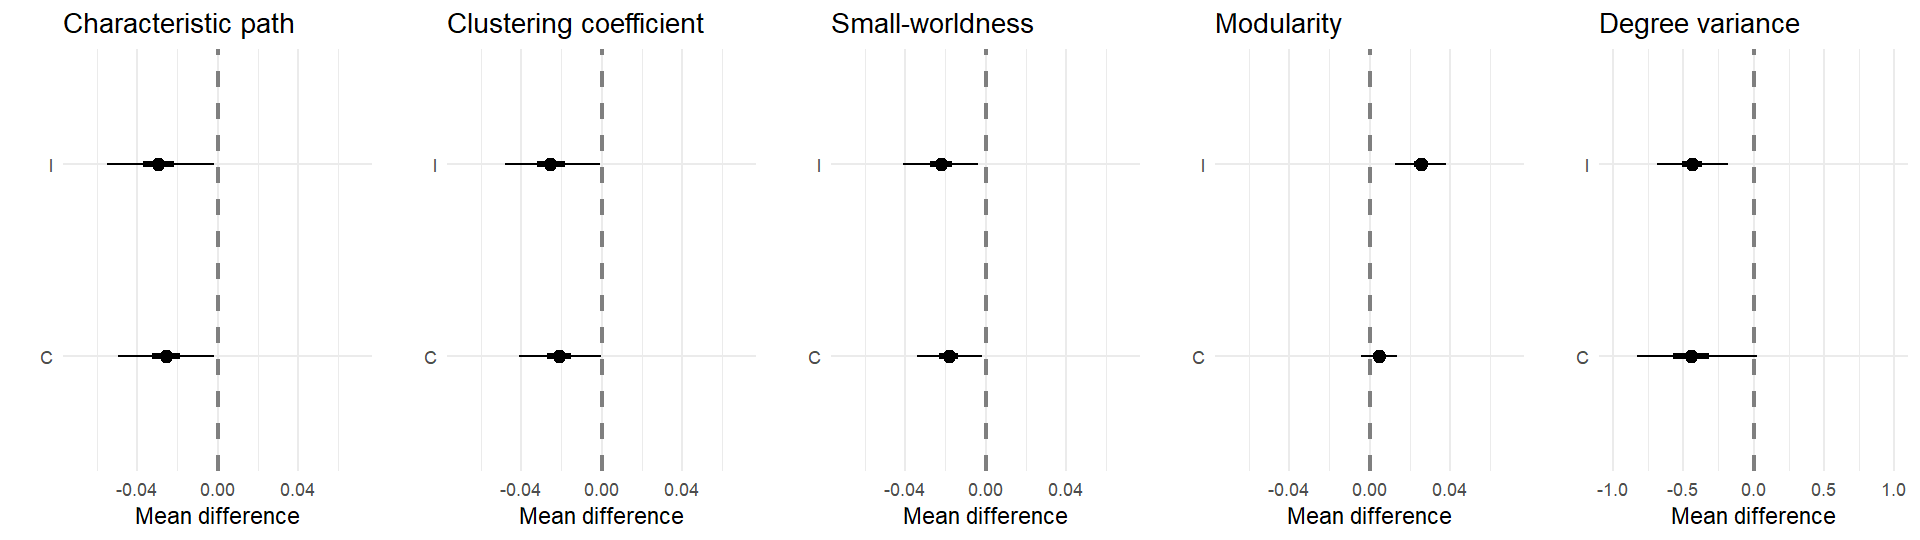 Characteristic path
I
C
-0.04 0.00 0.04
Mean difference
Clustering coefficient
I
C
-0.04 0.00 0.04
Mean difference
Small-worldness
I
C
-0.04 0.00 0.04
Mean difference
Modularity
I
C
-0.04 0.00 0.04
Mean difference
Degree variance
I
C
-1.0 -0.5 0.0 0.5 1.0
Mean difference